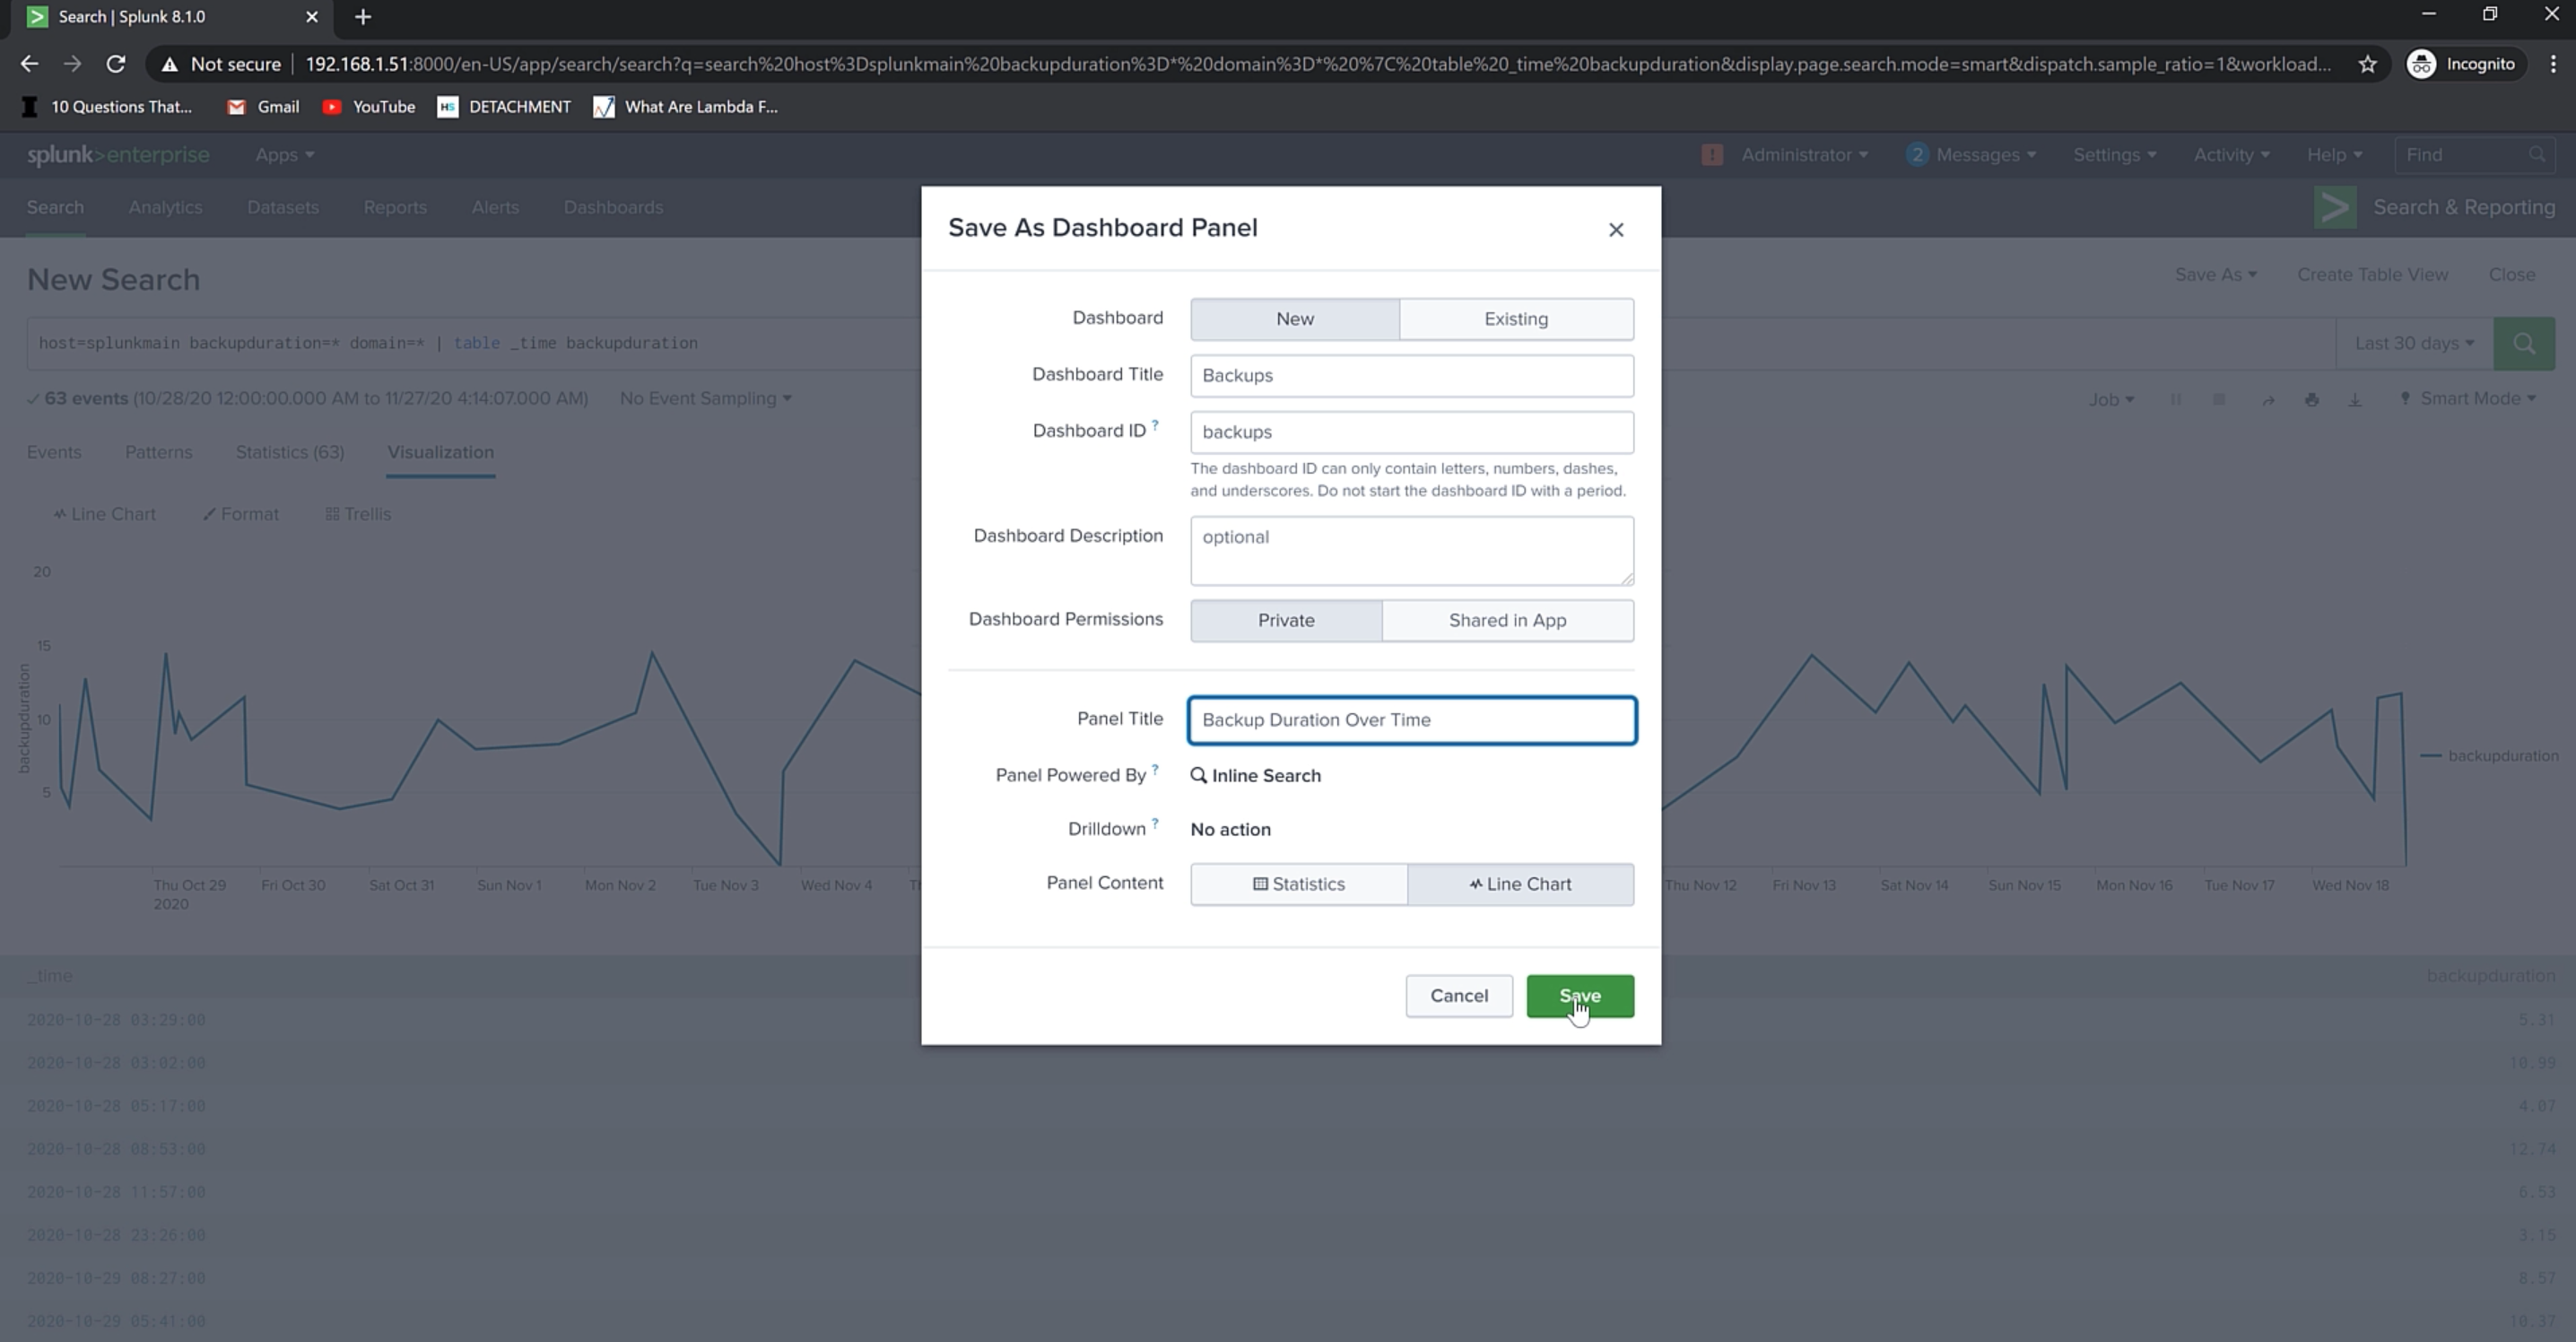 Search | Splunk 8.1.0
Not secure 192.168.1.51:8000/en-US/app/search/search?q=search%20host%3Dsplunkmain%20backupduration%3D*%20domain%3D*%20%7C%20table%20_time%20backupduration&display.page.search.mode=smart&dispatch.sample_ratio=1&workload... Incognito
10 Questions That... Gmail YouTube HS DETACHMENT What Are Lambda F...
splunk>enterprise Apps ! Administrator 2 Messages Settings Activity Help Find
Search Analytics Datasets Reports Alerts Dashboards > Search & Reporting
New Search Save As Create Table View Close
host=splunkmain backupduration=* domain=* | table _time backupduration Last 30 days
63 events (10/28/20 12:00:00.000 AM to 11/27/20 4:14:07.000 AM) No Event Sampling Job Smart Mode
Events Patterns Statistics (63) Visualization
Line Chart Format Trellis
20
15
10
5
backupduration
Thu Oct 29 Fri Oct 30 Sat Oct 31 Sun Nov 1 Mon Nov 2 Tue Nov 3 Wed Nov 4 Thu Nov 12 Fri Nov 13 Sat Nov 14 Sun Nov 15 Mon Nov 16 Tue Nov 17 Wed Nov 18
2020
backupduration
_time backupduration
2020-10-28 03:29:00 5.31
2020-10-28 03:02:00 10.99
2020-10-28 05:17:00 4.07
2020-10-28 08:53:00 12.74
2020-10-28 11:57:00 6.53
2020-10-28 23:26:00 3.15
2020-10-29 08:27:00 8.57
2020-10-29 05:41:00 10.37
Save As Dashboard Panel
Dashboard New Existing
Dashboard Title Backups
Dashboard ID ? backups
The dashboard ID can only contain letters, numbers, dashes,
and underscores. Do not start the dashboard ID with a period.
Dashboard Description optional
Dashboard Permissions Private Shared in App
Panel Title Backup Duration Over Time
Panel Powered By ? Inline Search
Drilldown ? No action
Panel Content Statistics Line Chart
Cancel Save